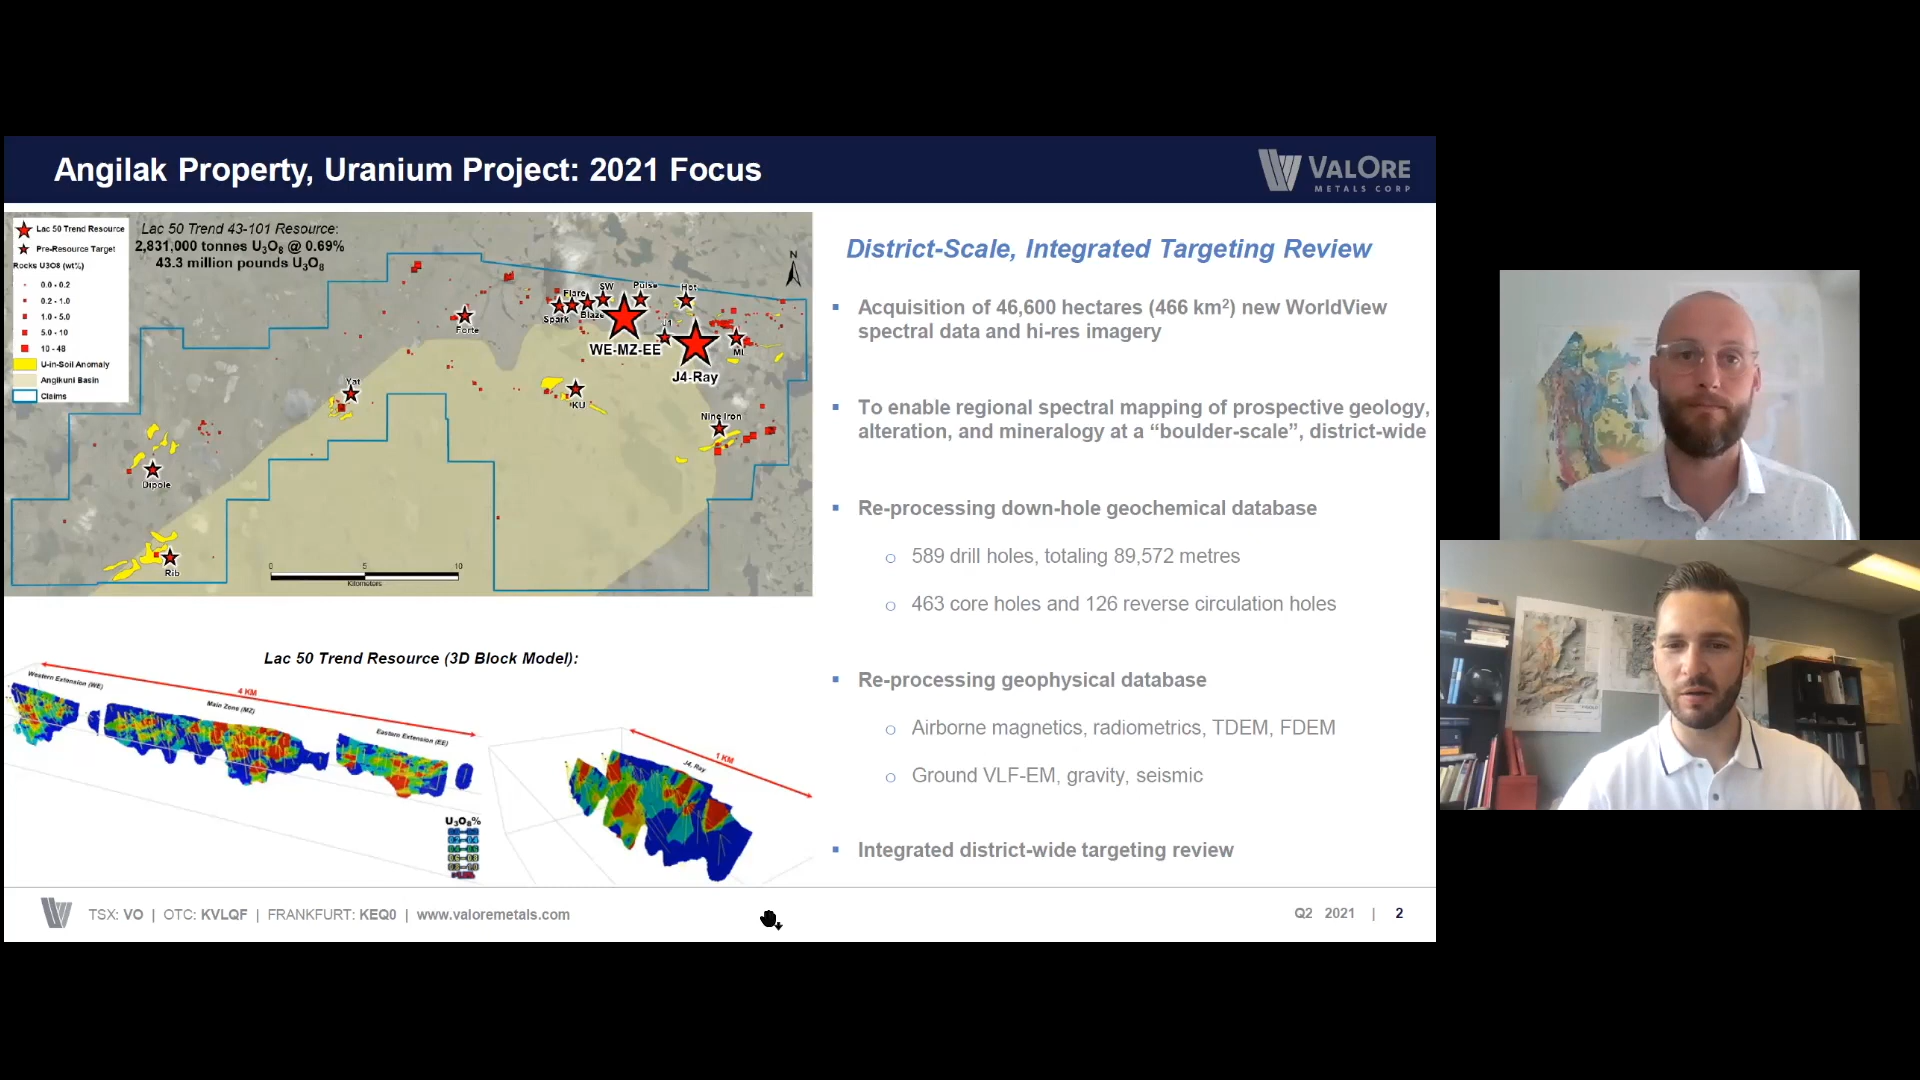 Angilak Property, Uranium Project: 2021 Focus
VALORE
METALS CORP
Lac 50 Trend Resource
Pre-Resource Target
Rocks U3O8 (wt%)
0.0 - 0.2
0.2 - 1.0
1.0 - 5.0
5.0 - 10
10 - 48
U-in-Soil Anomaly
Angikuni Basin
Claims
Lac 50 Trend 43-101 Resource:
2,831,000 tonnes U3O8 @ 0.69%
43.3 million pounds U3O8
N
Forte
Spark
Flare
Blaze
SW
Pulse
Hot
J1
WE-MZ-EE
ML
J4-Ray
Yat
KU
Nine Iron
Dipole
Rib
0 5 10
Kilometers
Lac 50 Trend Resource (3D Block Model):
Western Extension (WE)
4 KM
Main Zone (MZ)
Eastern Extension (EE)
1 KM
J4, Ray
U3O8%
District-Scale, Integrated Targeting Review
▪ Acquisition of 46,600 hectares (466 km²) new WorldView
spectral data and hi-res imagery
▪ To enable regional spectral mapping of prospective geology,
alteration, and mineralogy at a “boulder-scale”, district-wide
▪ Re-processing down-hole geochemical database
o 589 drill holes, totaling 89,572 metres
o 463 core holes and 126 reverse circulation holes
▪ Re-processing geophysical database
o Airborne magnetics, radiometrics, TDEM, FDEM
o Ground VLF-EM, gravity, seismic
▪ Integrated district-wide targeting review
TSX: VO | OTC: KVLQF | FRANKFURT: KEQ0 | www.valoremetals.com
Q2 2021 | 2